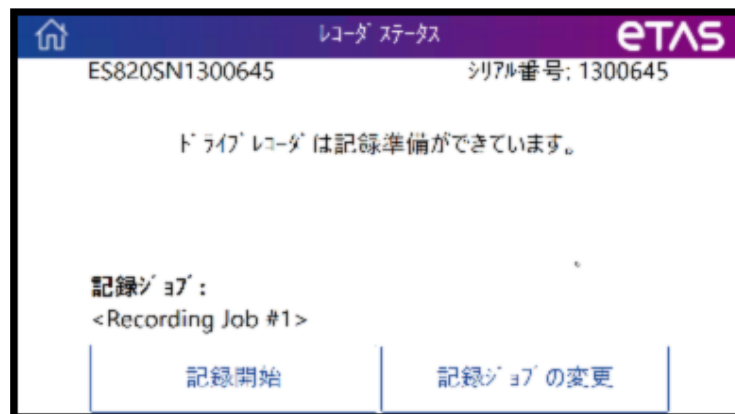 ﾚｺｰﾀﾞ ｽﾃｰﾀｽ
ETAS
ES820SN1300645 ｼﾘｱﾙ番号: 1300645
ﾄﾞﾗｲﾌﾞﾚｺｰﾀﾞは記録準備ができています。
記録ｼﾞｮﾌﾞ:
<Recording Job #1>
記録開始 記録ｼﾞｮﾌﾞの変更